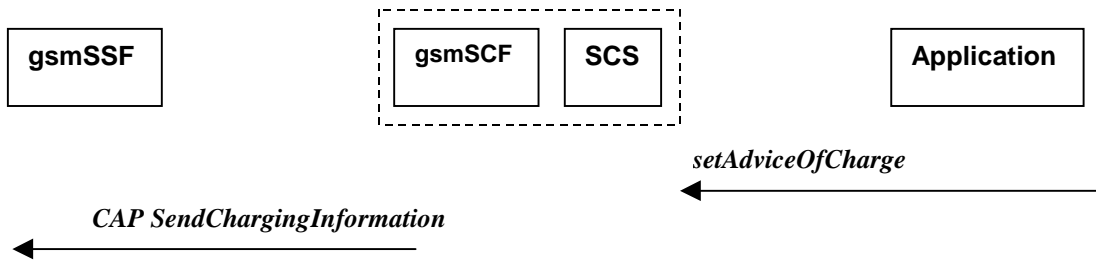 gsmSSF
gsmSCF
SCS
Application
setAdviceOfCharge
CAP SendChargingInformation